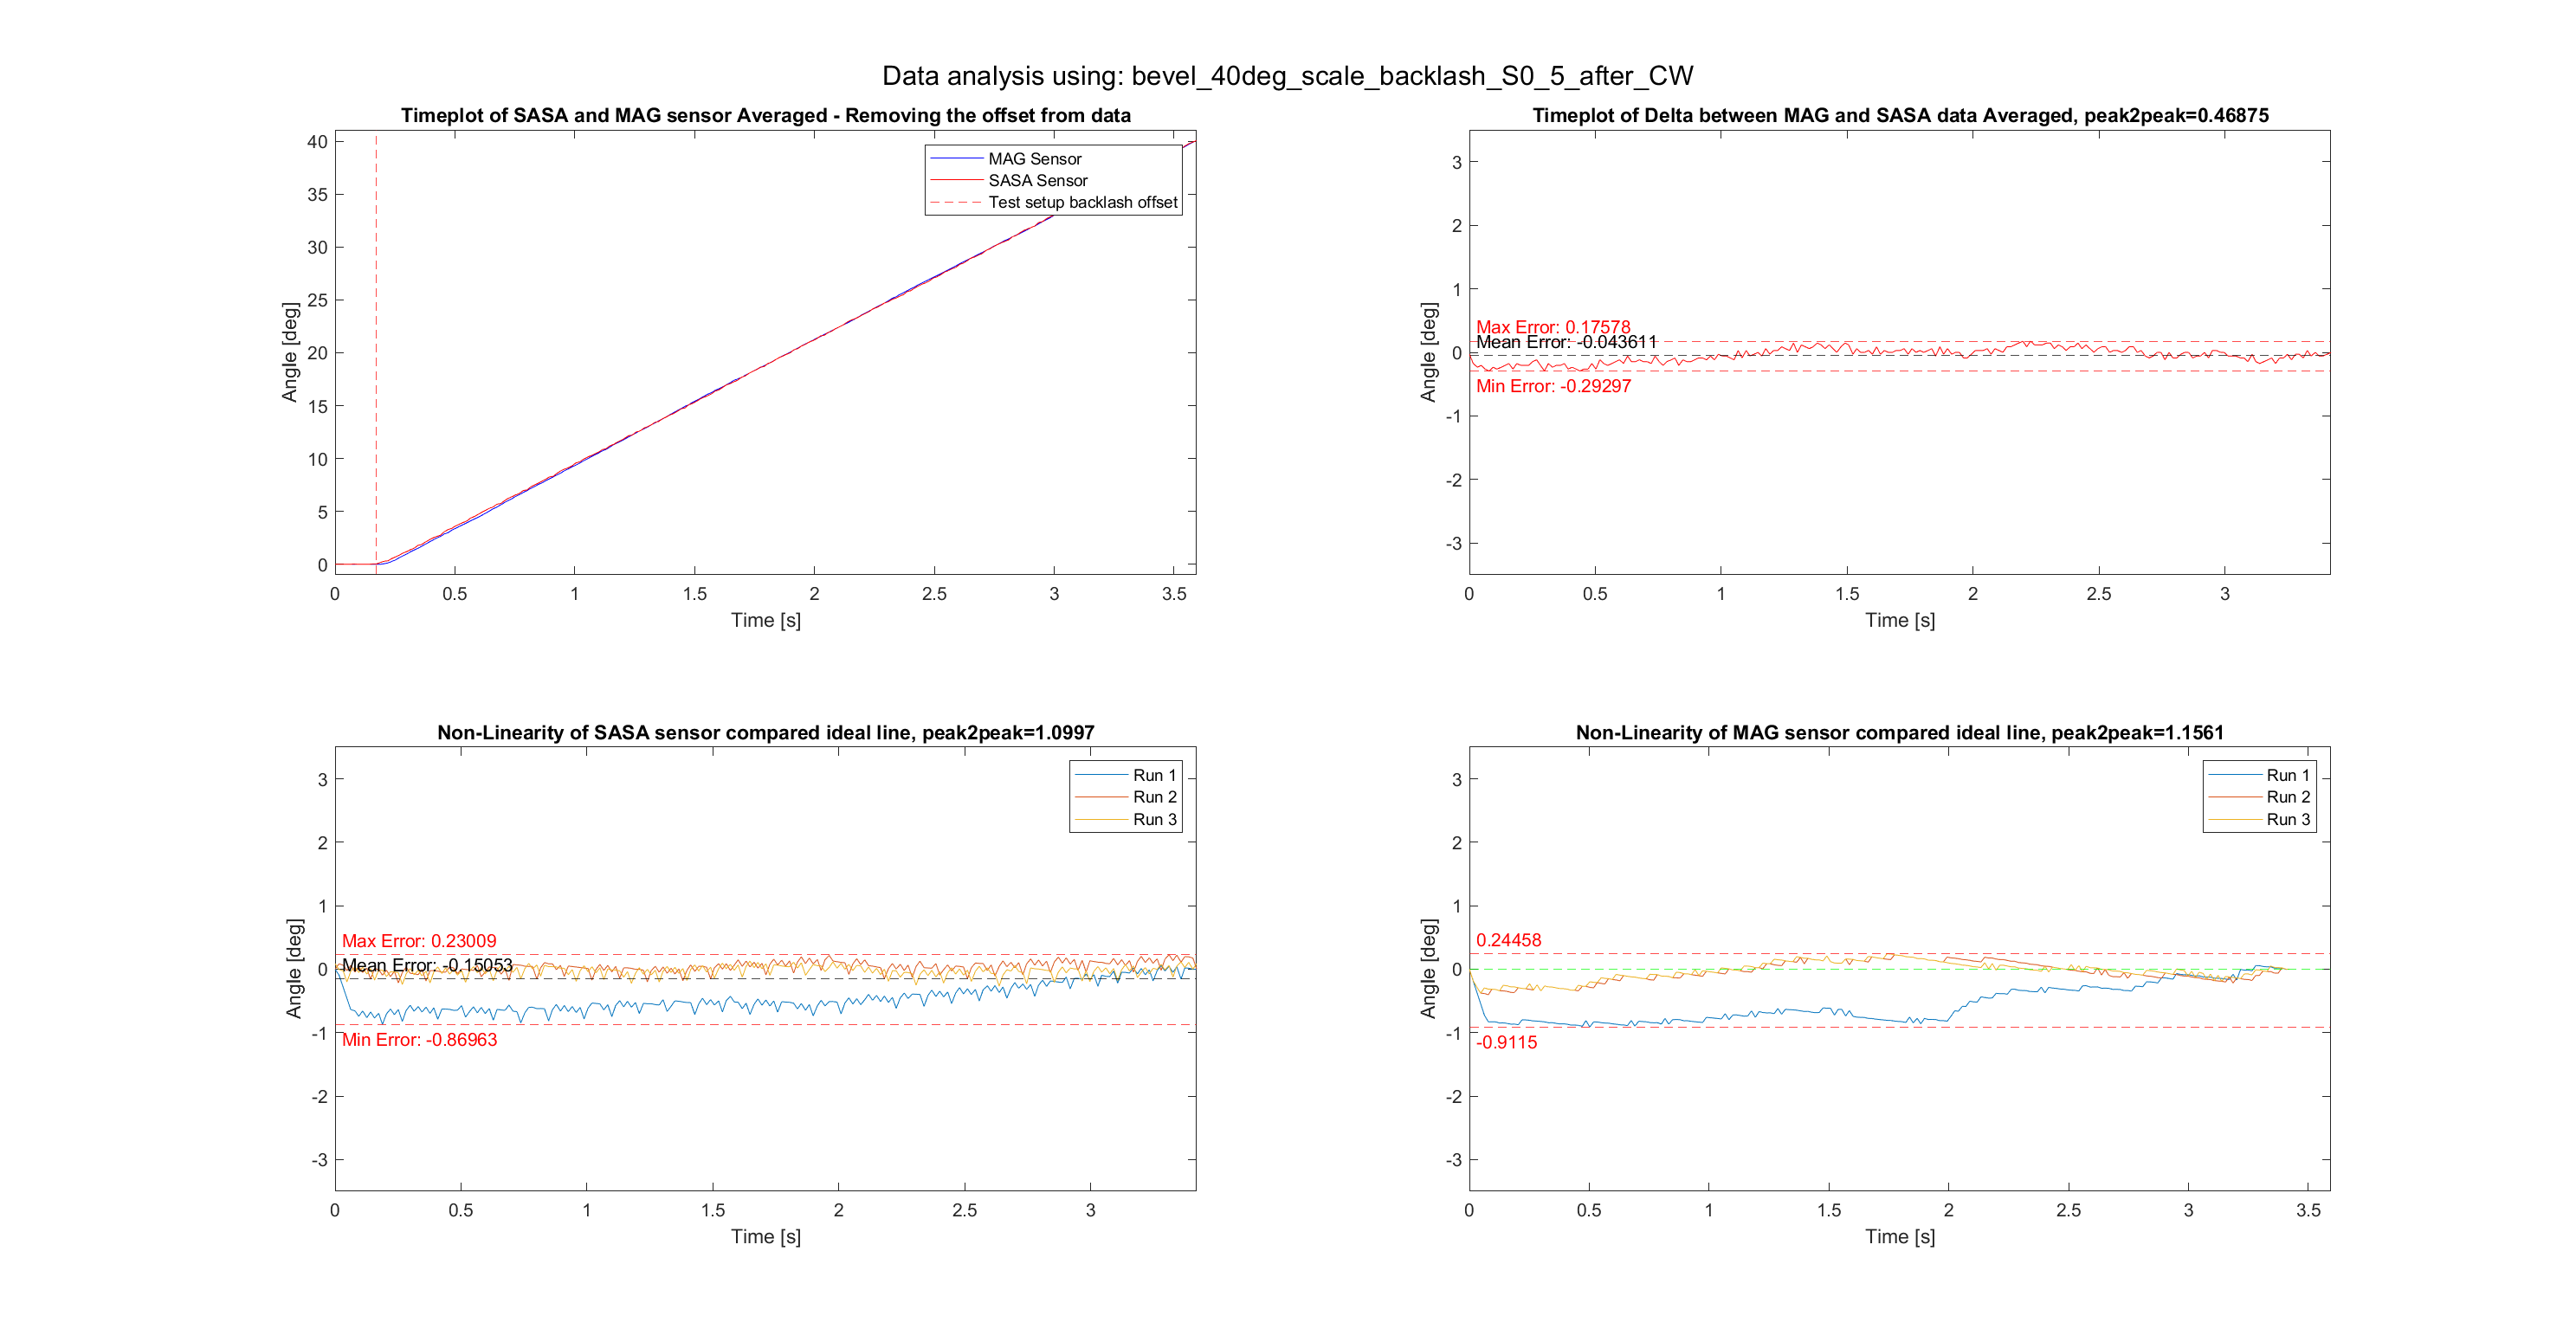 Data analysis using: bevel_40deg_scale_backlash_S0_5_after_CW
Timeplot of SASA and MAG sensor Averaged - Removing the offset from data
40
35
30
25
20
15
10
5
0
Angle [deg]
MAG Sensor
SASA Sensor
Test setup backlash offset
0 0.5 1 1.5 2 2.5 3 3.5
Time [s]
Timeplot of Delta between MAG and SASA data Averaged, peak2peak=0.46875
3
2
1
0
-1
-2
-3
Angle [deg]
Max Error: 0.17578
Mean Error: -0.043611
Min Error: -0.29297
0 0.5 1 1.5 2 2.5 3
Time [s]
Non-Linearity of SASA sensor compared ideal line, peak2peak=1.0997
3
2
1
0
-1
-2
-3
Angle [deg]
Run 1
Run 2
Run 3
Max Error: 0.23009
Mean Error: -0.15053
Min Error: -0.86963
0 0.5 1 1.5 2 2.5 3
Time [s]
Non-Linearity of MAG sensor compared ideal line, peak2peak=1.1561
3
2
1
0
-1
-2
-3
Angle [deg]
Run 1
Run 2
Run 3
0.24458
-0.9115
0 0.5 1 1.5 2 2.5 3 3.5
Time [s]